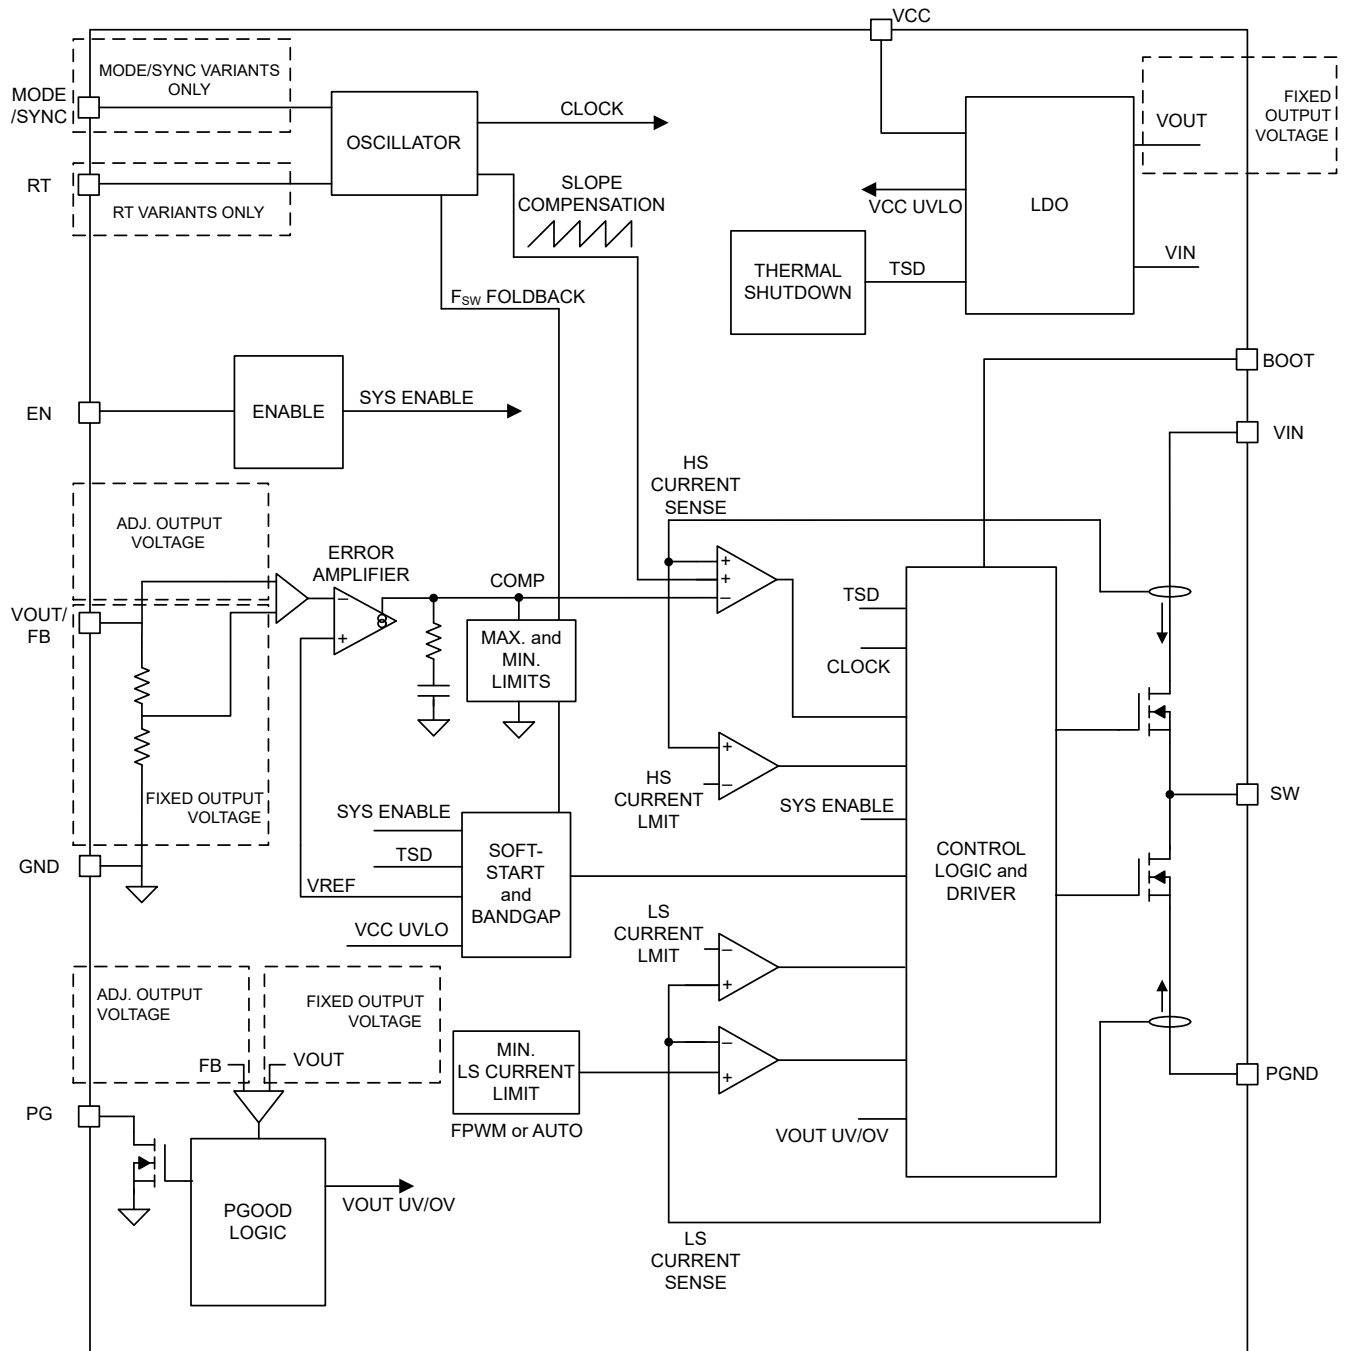 VCC
MODE/SYNC VARIANTS
ONLY
MODE
/SYNC
OSCILLATOR
CLOCK
FIXED
OUTPUT
VOLTAGE
VOUT
RT
RT VARIANTS ONLY
SLOPE
COMPENSATION
VCC UVLO
LDO
THERMAL
SHUTDOWN
TSD
VIN
FSW FOLDBACK
BOOT
EN
ENABLE
SYS ENABLE
VIN
HS
CURRENT
SENSE
ADJ. OUTPUT
VOLTAGE
ERROR
AMPLIFIER
COMP
+
+
−
−
+
VOUT/
FB
MAX. and
MIN.
LIMITS
TSD
CLOCK
+
−
HS
CURRENT
LMIT
SYS ENABLE
SW
FIXED OUTPUT
VOLTAGE
SYS ENABLE
TSD
VREF
VCC UVLO
SOFT-
START
and
BANDGAP
CONTROL
LOGIC and
DRIVER
GND
LS
CURRENT
LMIT
−
+
ADJ. OUTPUT
VOLTAGE
FIXED OUTPUT
VOLTAGE
FB
VOUT
MIN.
LS CURRENT
LIMIT
−
+
FPWM or AUTO
PGND
PG
VOUT UV/OV
PGOOD
LOGIC
VOUT UV/OV
LS
CURRENT
SENSE